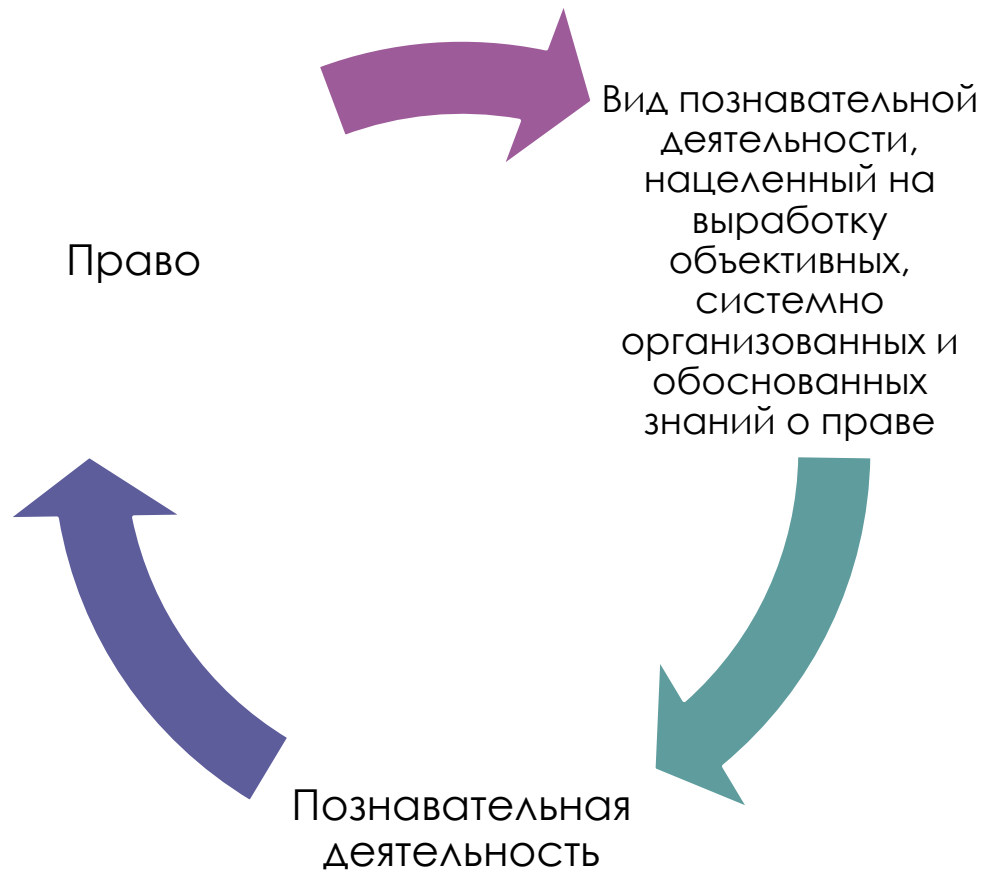 Вид познавательной
деятельности,
нацеленный на
выработку
объективных,
системно
организованных и
обоснованных
знаний о праве
Познавательная
деятельность
Право